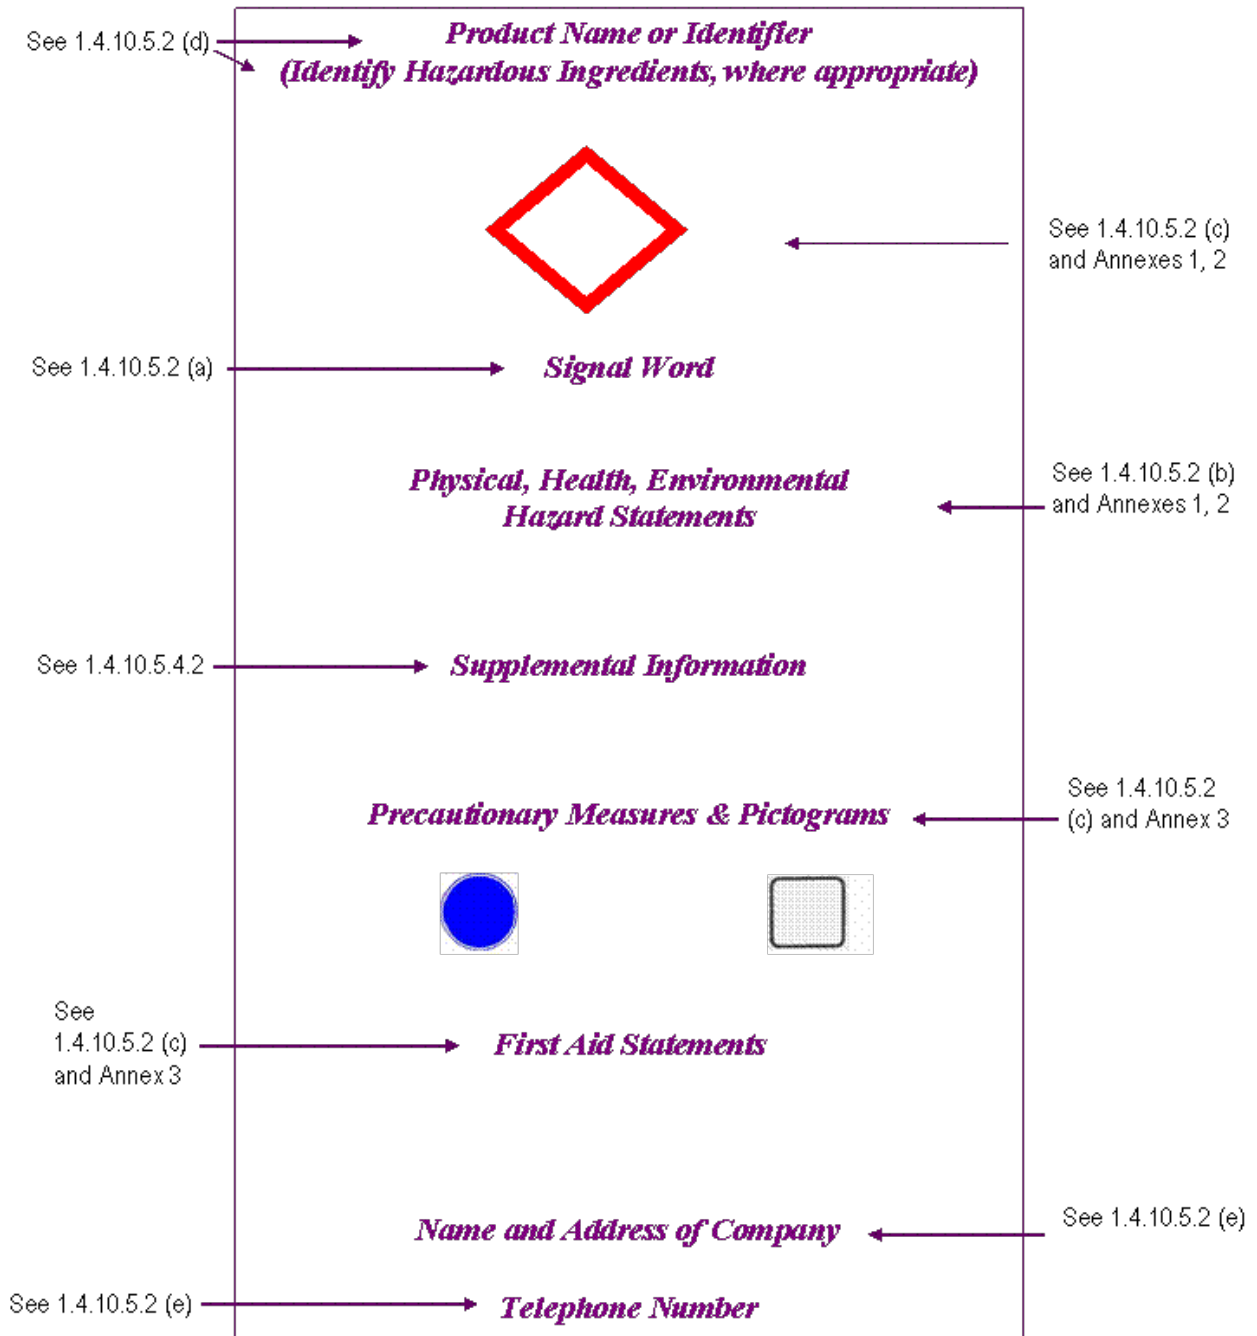 See 1.4.10.5.2 (d)
Product Name or Identifier
(Identify Hazardous Ingredients, where appropriate)
See 1.4.10.5.2 (c)
and Annexes 1, 2
See 1.4.10.5.2 (a)
Signal Word
Physical, Health, Environmental
Hazard Statements
See 1.4.10.5.2 (b)
and Annexes 1, 2
See 1.4.10.5.4.2
Supplemental Information
Precautionary Measures & Pictograms
See 1.4.10.5.2
(c) and Annex 3
See
1.4.10.5.2 (c)
and Annex 3
First Aid Statements
Name and Address of Company
See 1.4.10.5.2 (e)
See 1.4.10.5.2 (e)
Telephone Number